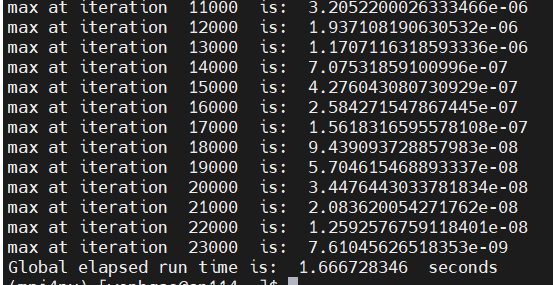 max at iteration  11000  is:  3.2052200026333466e-06
max at iteration  12000  is:  1.937108190630532e-06
max at iteration  13000  is:  1.1707116318593336e-06
max at iteration  14000  is:  7.07531859100996e-07
max at iteration  15000  is:  4.276043080730929e-07
max at iteration  16000  is:  2.584271547867445e-07
max at iteration  17000  is:  1.5618316595578108e-07
max at iteration  18000  is:  9.439093728857983e-08
max at iteration  19000  is:  5.704615468893337e-08
max at iteration  20000  is:  3.4476443033781834e-08
max at iteration  21000  is:  2.083620054271762e-08
max at iteration  22000  is:  1.2592576759118401e-08
max at iteration  23000  is:  7.61045626518353e-09
Global elapsed run time is:  1.666728346  seconds